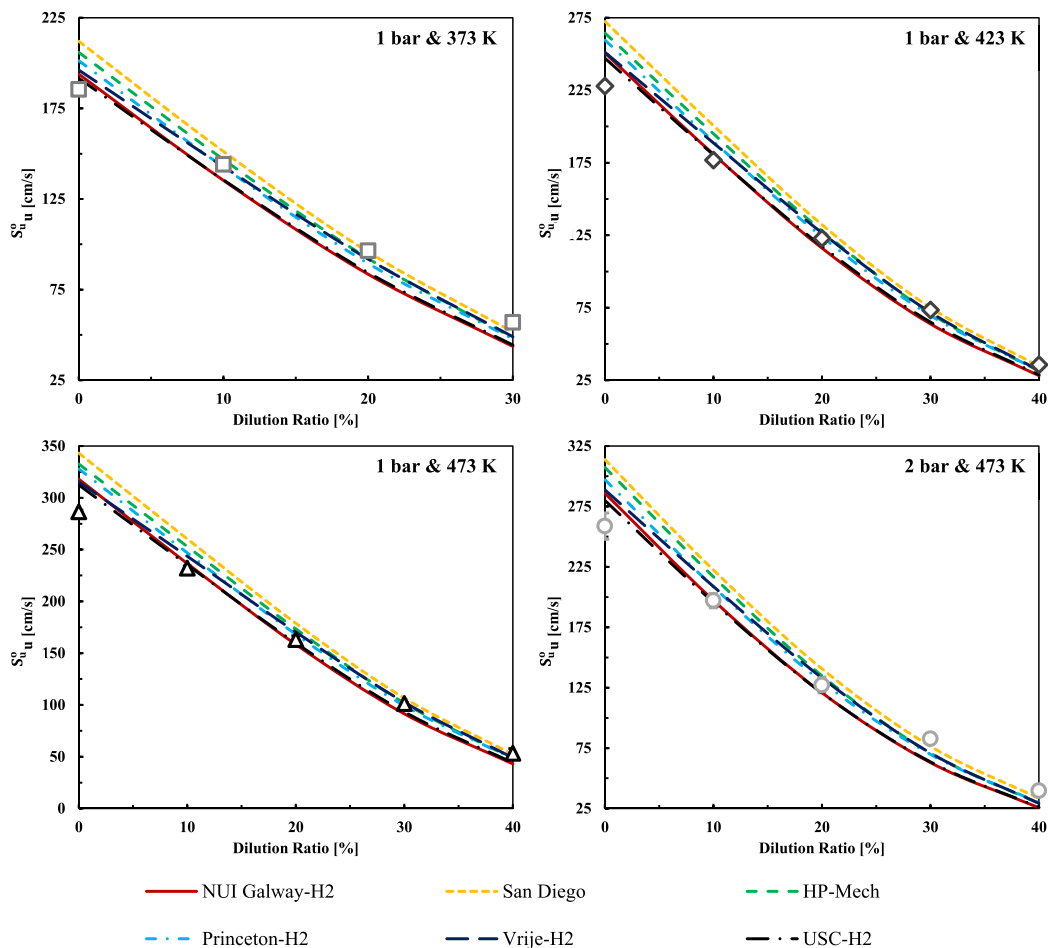 1 bar & 373 K
225
175
125
75
25
S°u u [cm/s]
0 10 20 30
Dilution Ratio [%]
1 bar & 423 K
275
225
175
-25
75
25
S°u u [cm/s]
0 10 20 30 40
Dilution Ratio [%]
1 bar & 473 K
350
300
250
200
150
100
50
0
S°u u [cm/s]
0 10 20 30 40
Dilution Ratio [%]
2 bar & 473 K
325
275
225
175
125
75
25
S°u u [cm/s]
0 10 20 30 40
Dilution Ratio [%]
NUI Galway-H2 San Diego HP-Mech
Princeton-H2 Vrije-H2 USC-H2